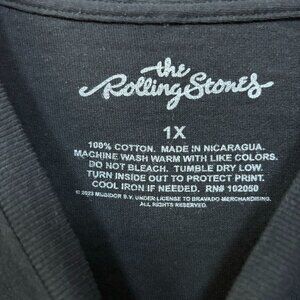 the
Rolling Stones
1X
100% COTTON. MADE IN NICARAGUA.
MACHINE WASH WARM WITH LIKE COLORS.
DO NOT BLEACH. TUMBLE DRY LOW.
TURN INSIDE OUT TO PROTECT PRINT.
COOL IRON IF NEEDED. RN# 102050
© 2023 MUSIDOR B.V. UNDER LICENSE TO BRAVADO MERCHANDISING.
ALL RIGHTS RESERVED.